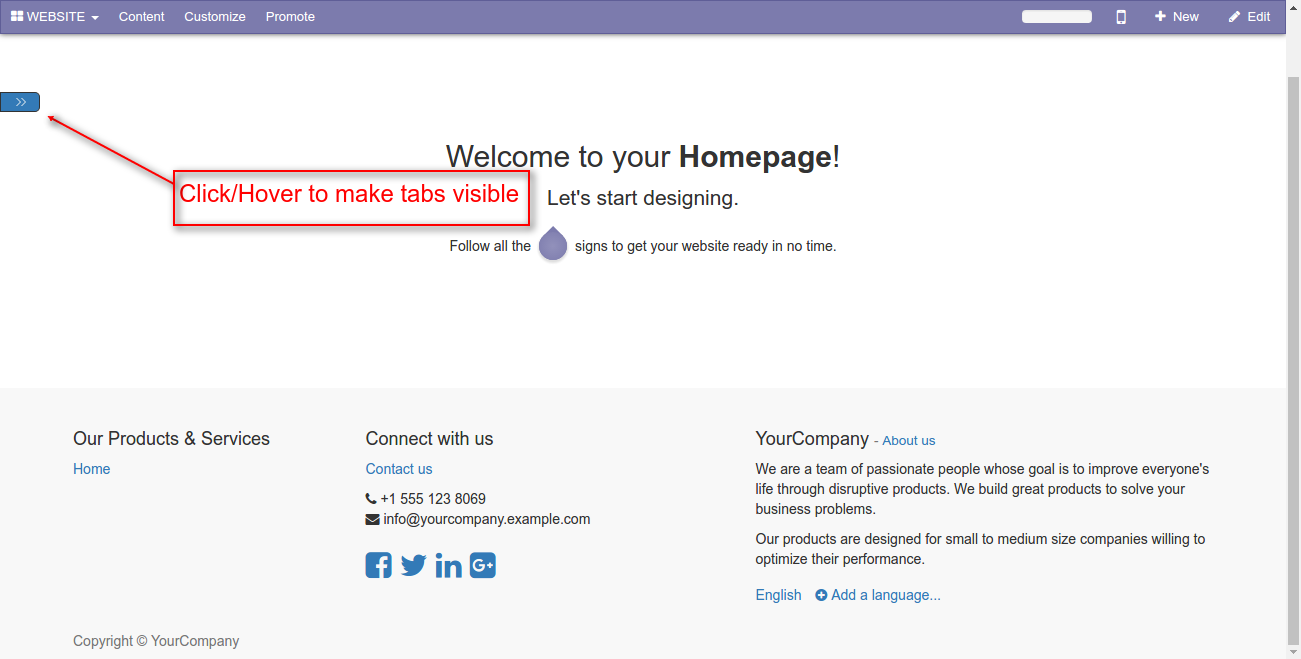 WEBSITE Content Customize Promote New Edit
Welcome to your Homepage!
Click/Hover to make tabs visible
Let's start designing.
Follow all the signs to get your website ready in no time.
Our Products & Services
Home
Connect with us
Contact us
+1 555 123 8069
info@yourcompany.example.com
YourCompany - About us
We are a team of passionate people whose goal is to improve everyone's
life through disruptive products. We build great products to solve your
business problems.
Our products are designed for small to medium size companies willing to
optimize their performance.
English Add a language...
Copyright © YourCompany